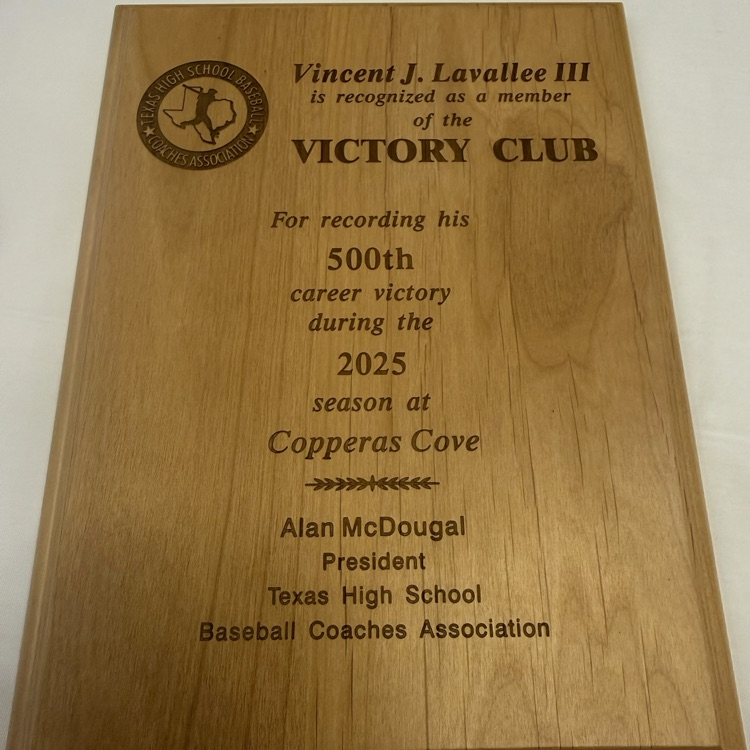 TEXAS HIGH SCHOOL BASEBALL
COACHES ASSOCIATION
Vincent J. Lavallee III
is recognized as a member
of the
VICTORY CLUB
For recording his
500th
career victory
during the
2025
season at
Copperas Cove
Alan McDougal
President
Texas High School
Baseball Coaches Association